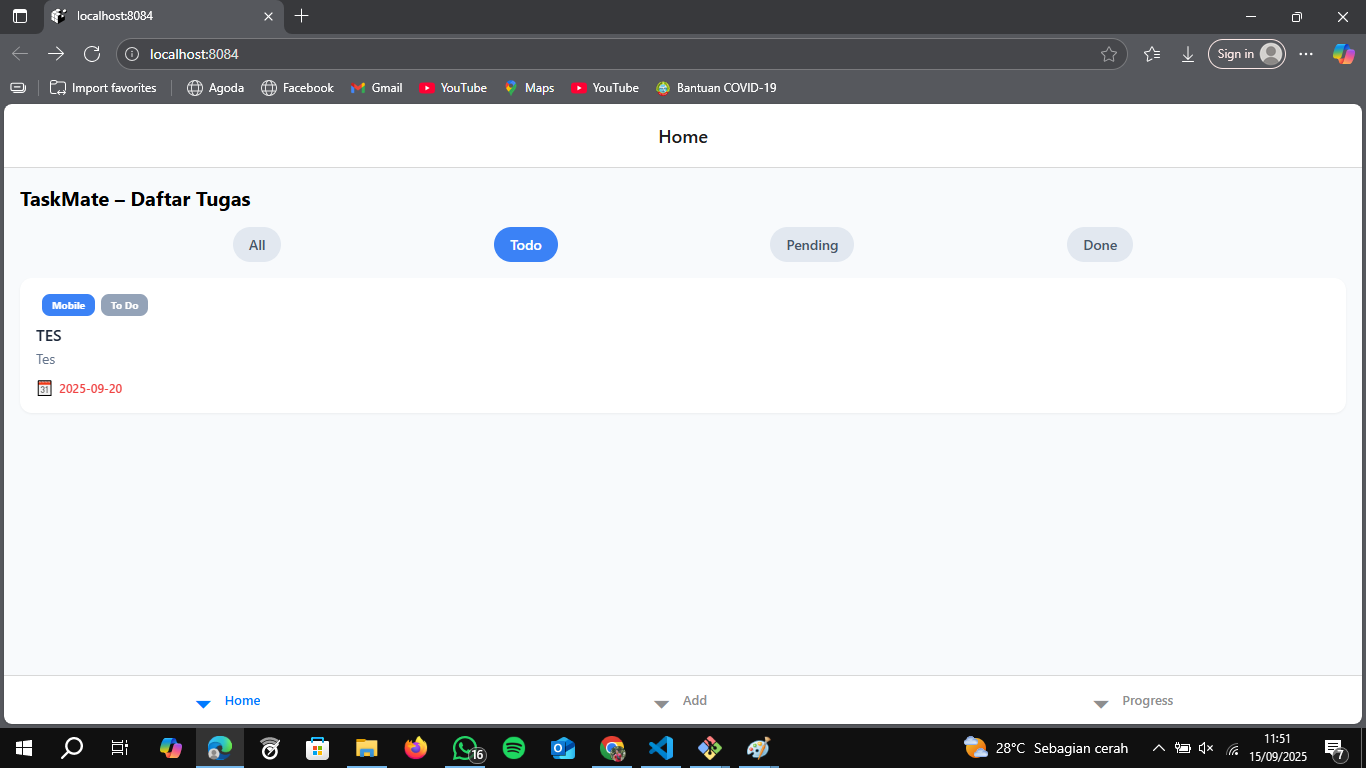 localhost:8084
localhost:8084
Sign in
Import favorites
Agoda
Facebook
Gmail
YouTube
Maps
YouTube
Bantuan COVID-19
Home
TaskMate – Daftar Tugas
All
Todo
Pending
Done
Mobile
To Do
TES
Tes
31
2025-09-20
Home
Add
Progress
16
28°C Sebagian cerah
11:51
15/09/2025
7